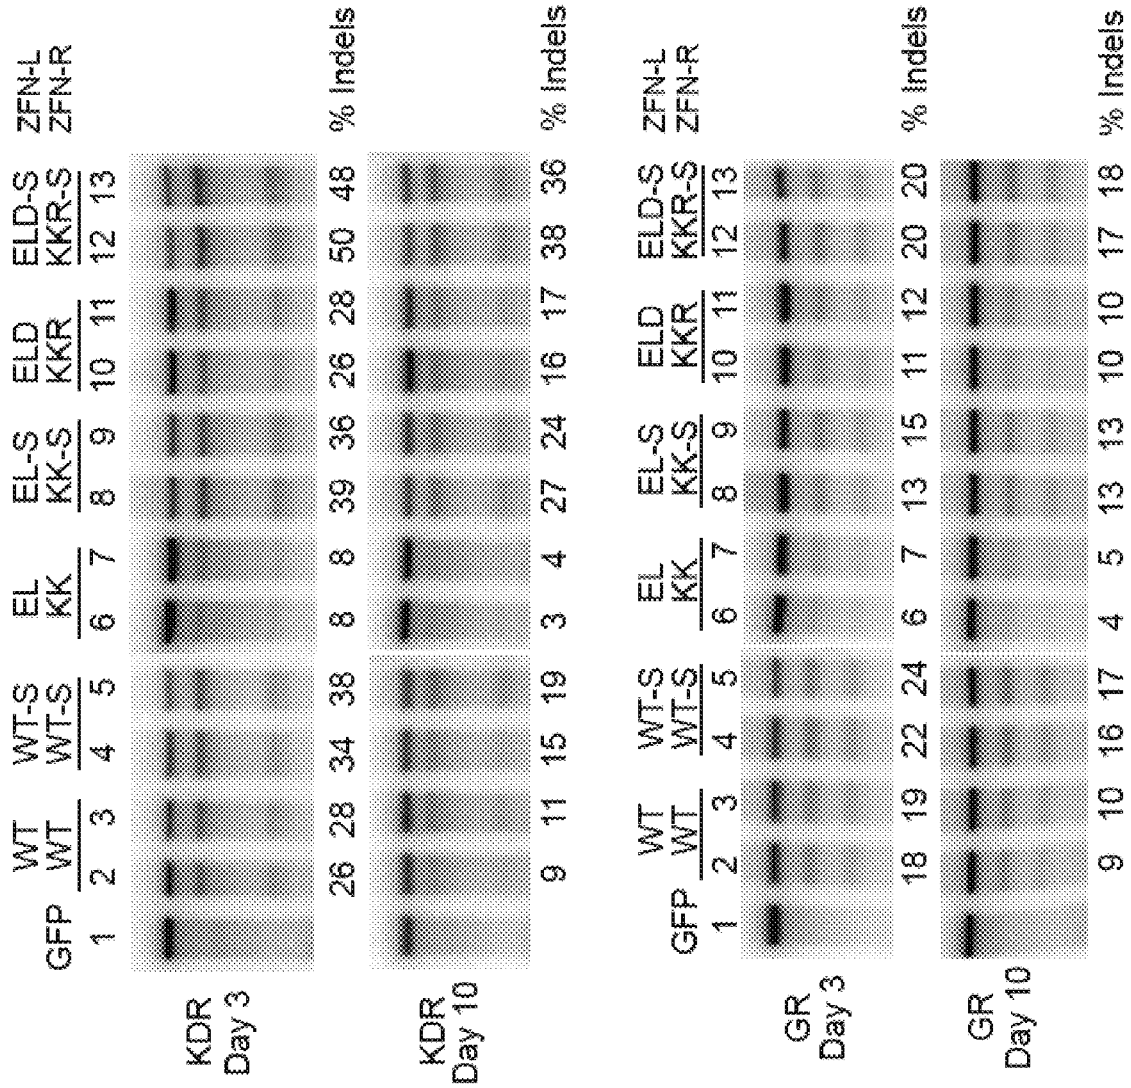 GFP WT WT-S EL EL-S ELD ELD-S ZFN-L
WT WT-S KK KK-S KKR KKR-S ZFN-R
1 2 3 4 5 6 7 8 9 10 11 12 13
KDR
Day 3
26 28 34 38 8 8 39 36 26 28 50 48 % Indels
KDR
Day 10
9 11 15 19 3 4 27 24 16 17 38 36 % Indels
GFP WT WT-S EL EL-S ELD ELD-S ZFN-L
WT WT-S KK KK-S KKR KKR-S ZFN-R
1 2 3 4 5 6 7 8 9 10 11 12 13
GR
Day 3
18 19 22 24 6 7 13 15 11 12 20 20 % Indels
GR
Day 10
9 10 16 17 4 5 13 13 10 10 17 18 % Indels